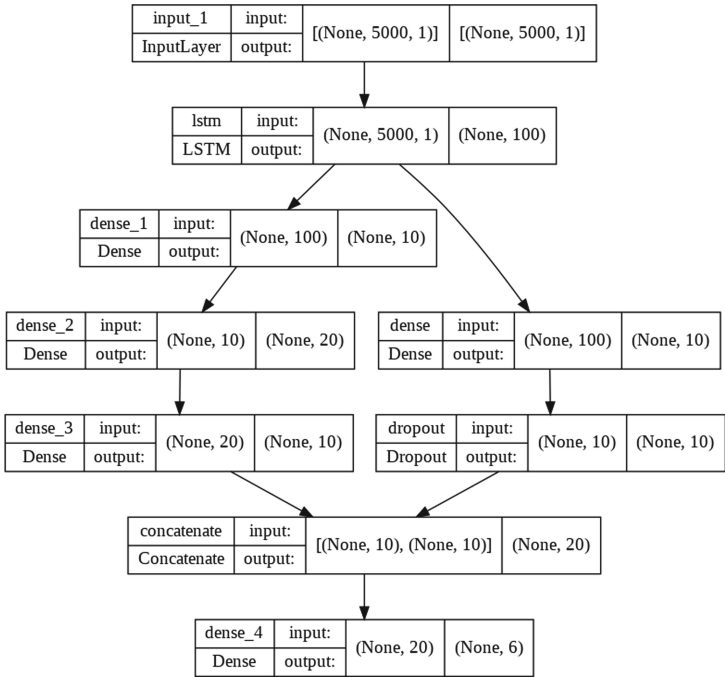 input_1 input: [(None, 5000, 1)] [(None, 5000, 1)]
InputLayer output:
lstm input: (None, 5000, 1) (None, 100)
LSTM output:
dense_1 input: (None, 100) (None, 10)
Dense output:
dense_2 input: (None, 10) (None, 20)
Dense output:
dense input: (None, 100) (None, 10)
Dense output:
dense_3 input: (None, 20) (None, 10)
Dense output:
dropout input: (None, 10) (None, 10)
Dropout output:
concatenate input: [(None, 10), (None, 10)] (None, 20)
Concatenate output:
dense_4 input: (None, 20) (None, 6)
Dense output: